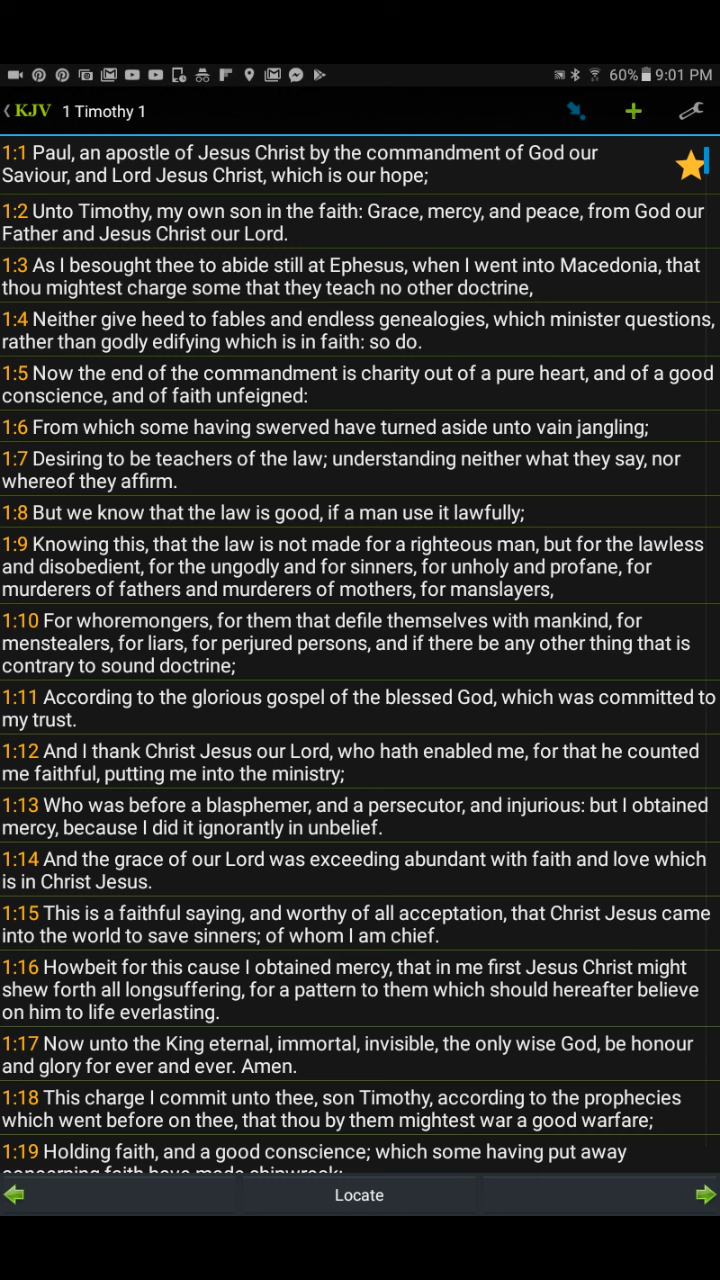 60% 9:01 PM
KJV 1 Timothy 1
1:1 Paul, an apostle of Jesus Christ by the commandment of God our
Saviour, and Lord Jesus Christ, which is our hope;
1:2 Unto Timothy, my own son in the faith: Grace, mercy, and peace, from God our
Father and Jesus Christ our Lord.
1:3 As I besought thee to abide still at Ephesus, when I went into Macedonia, that
thou mightest charge some that they teach no other doctrine,
1:4 Neither give heed to fables and endless genealogies, which minister questions,
rather than godly edifying which is in faith: so do.
1:5 Now the end of the commandment is charity out of a pure heart, and of a good
conscience, and of faith unfeigned:
1:6 From which some having swerved have turned aside unto vain jangling;
1:7 Desiring to be teachers of the law; understanding neither what they say, nor
whereof they affirm.
1:8 But we know that the law is good, if a man use it lawfully;
1:9 Knowing this, that the law is not made for a righteous man, but for the lawless
and disobedient, for the ungodly and for sinners, for unholy and profane, for
murderers of fathers and murderers of mothers, for manslayers,
1:10 For whoremongers, for them that defile themselves with mankind, for
menstealers, for liars, for perjured persons, and if there be any other thing that is
contrary to sound doctrine;
1:11 According to the glorious gospel of the blessed God, which was committed to
my trust.
1:12 And I thank Christ Jesus our Lord, who hath enabled me, for that he counted
me faithful, putting me into the ministry;
1:13 Who was before a blasphemer, and a persecutor, and injurious: but I obtained
mercy, because I did it ignorantly in unbelief.
1:14 And the grace of our Lord was exceeding abundant with faith and love which
is in Christ Jesus.
1:15 This is a faithful saying, and worthy of all acceptation, that Christ Jesus came
into the world to save sinners; of whom I am chief.
1:16 Howbeit for this cause I obtained mercy, that in me first Jesus Christ might
shew forth all longsuffering, for a pattern to them which should hereafter believe
on him to life everlasting.
1:17 Now unto the King eternal, immortal, invisible, the only wise God, be honour
and glory for ever and ever. Amen.
1:18 This charge I commit unto thee, son Timothy, according to the prophecies
which went before on thee, that thou by them mightest war a good warfare;
1:19 Holding faith, and a good conscience; which some having put away
concerning faith have made shipwreck:
Locate